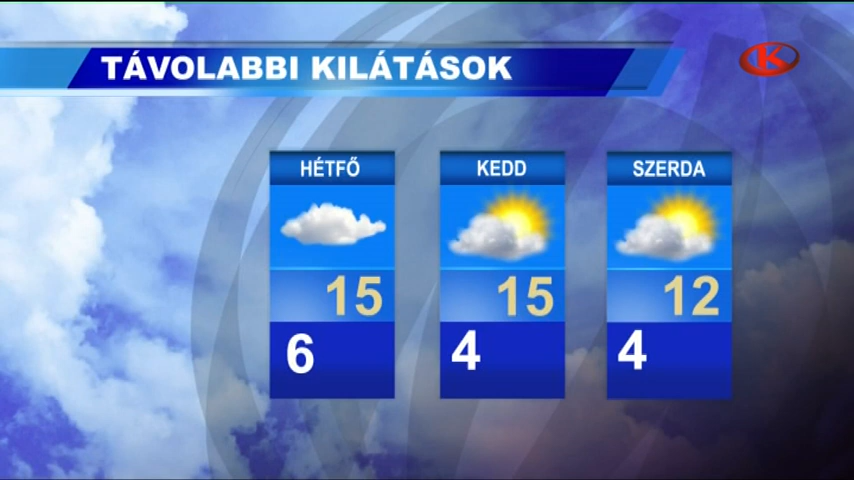 TÁVOLABBI KILÁTÁSOK
K
HÉTFŐ KEDD SZERDA
15 15 12
6 4 4